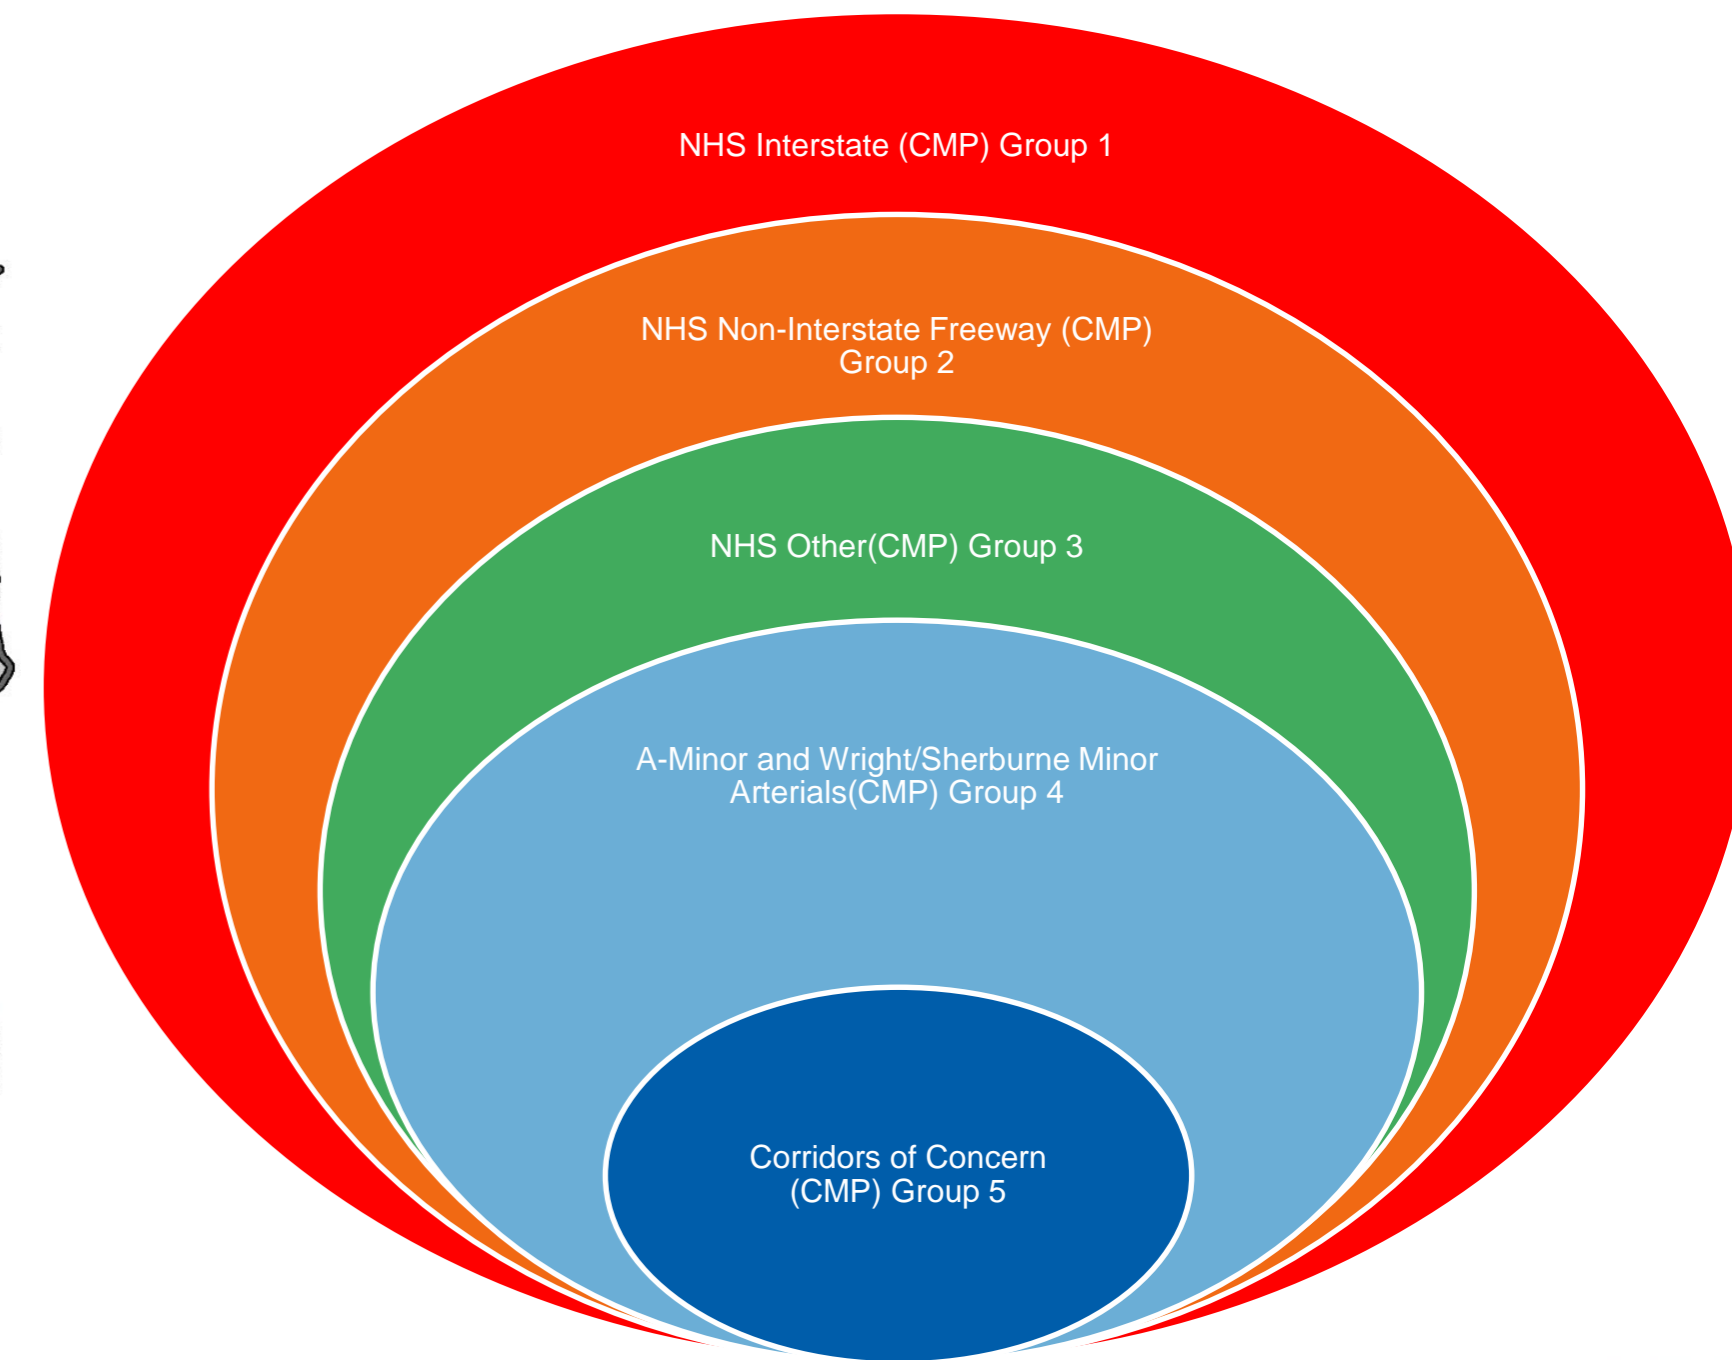 NHS Interstate (CMP) Group 1
NHS Non-Interstate Freeway (CMP)
Group 2
NHS Other(CMP) Group 3
A-Minor and Wright/Sherburne Minor
Arterials(CMP) Group 4
Corridors of Concern
(CMP) Group 5